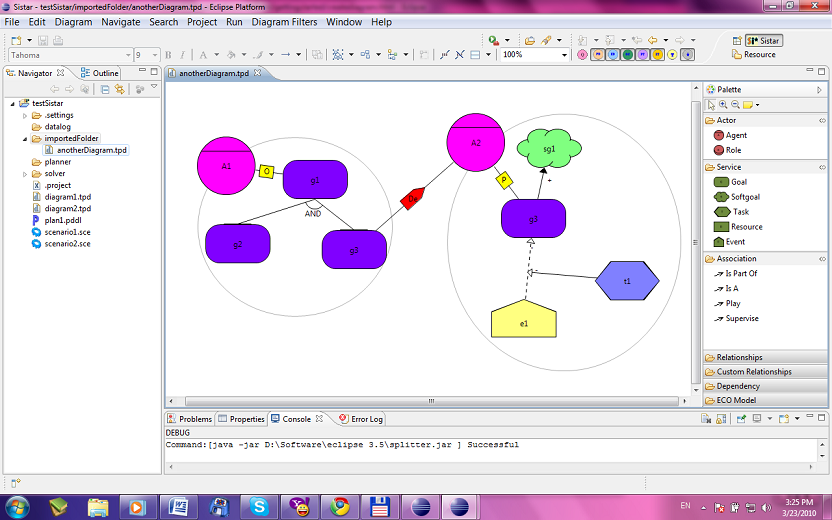 Sistar - testSistar/importedFolder/anotherDiagram.tpd - Eclipse Platform
File Edit Diagram Navigate Search Project Run Diagram Filters Window Help
Tahoma 9 B I A 100% Sistar
Resource
Navigator Outline
testSistar
.settings
datalog
importedFolder
anotherDiagram.tpd
planner
solver
.project
diagram1.tpd
diagram2.tpd
plan1.pddl
scenario1.sce
scenario2.sce
anotherDiagram.tpd
A1
O
g1
AND
g2
g3
De
A2
P
sg1
+
g3
-
t1
e1
Palette
Actor
Agent
Role
Service
Goal
Softgoal
Task
Resource
Event
Association
Is Part Of
Is A
Play
Supervise
Relationships
Custom Relationships
Dependency
ECO Model
Problems Properties Console Error Log
DEBUG
Command:[java -jar D:\Software\eclipse 3.5\splitter.jar ] Successful
EN
3:25 PM
3/23/2010